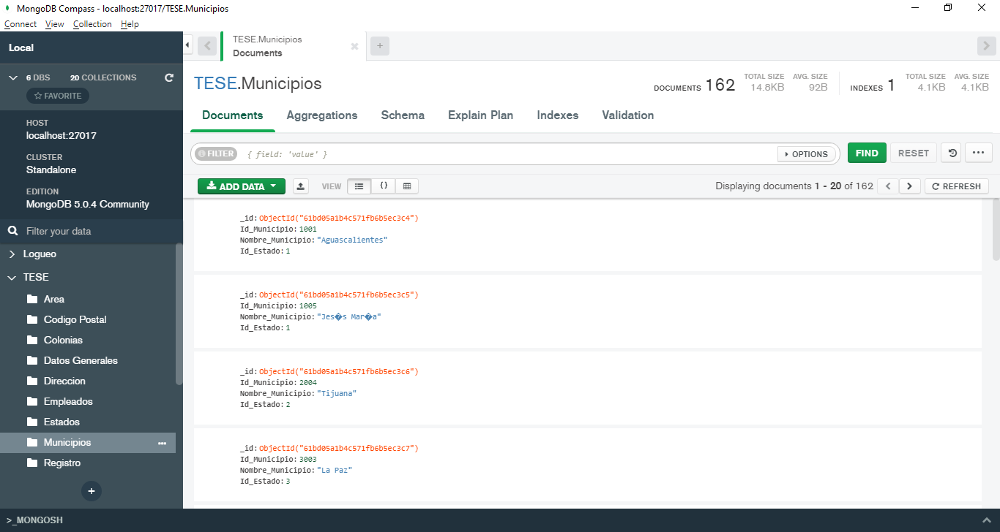 MongoDB Compass - localhost:27017/TESE.Municipios
Connect View Collection Help
Local
6 DBS 20 COLLECTIONS
FAVORITE
HOST
localhost:27017
CLUSTER
Standalone
EDITION
MongoDB 5.0.4 Community
Filter your data
Logueo
TESE
Area
Codigo Postal
Colonias
Datos Generales
Direccion
Empleados
Estados
Municipios
Registro
TESE.Municipios
Documents
TESE.Municipios
DOCUMENTS 162
TOTAL SIZE
14.8KB
AVG. SIZE
92B
INDEXES 1
TOTAL SIZE
4.1KB
AVG. SIZE
4.1KB
Documents Aggregations Schema Explain Plan Indexes Validation
FILTER { field: 'value' } OPTIONS FIND RESET
ADD DATA VIEW {} Displaying documents 1 - 20 of 162 REFRESH
_id: ObjectId("61bd05a1b4c571fb6b5ec3c4")
Id_Municipio: 1001
Nombre_Municipio: "Aguascalientes"
Id_Estado: 1
_id: ObjectId("61bd05a1b4c571fb6b5ec3c5")
Id_Municipio: 1005
Nombre_Municipio: "Jes�s Mar�a"
Id_Estado: 1
_id: ObjectId("61bd05a1b4c571fb6b5ec3c6")
Id_Municipio: 2004
Nombre_Municipio: "Tijuana"
Id_Estado: 2
_id: ObjectId("61bd05a1b4c571fb6b5ec3c7")
Id_Municipio: 3003
Nombre_Municipio: "La Paz"
Id_Estado: 3
>_MONGOSH